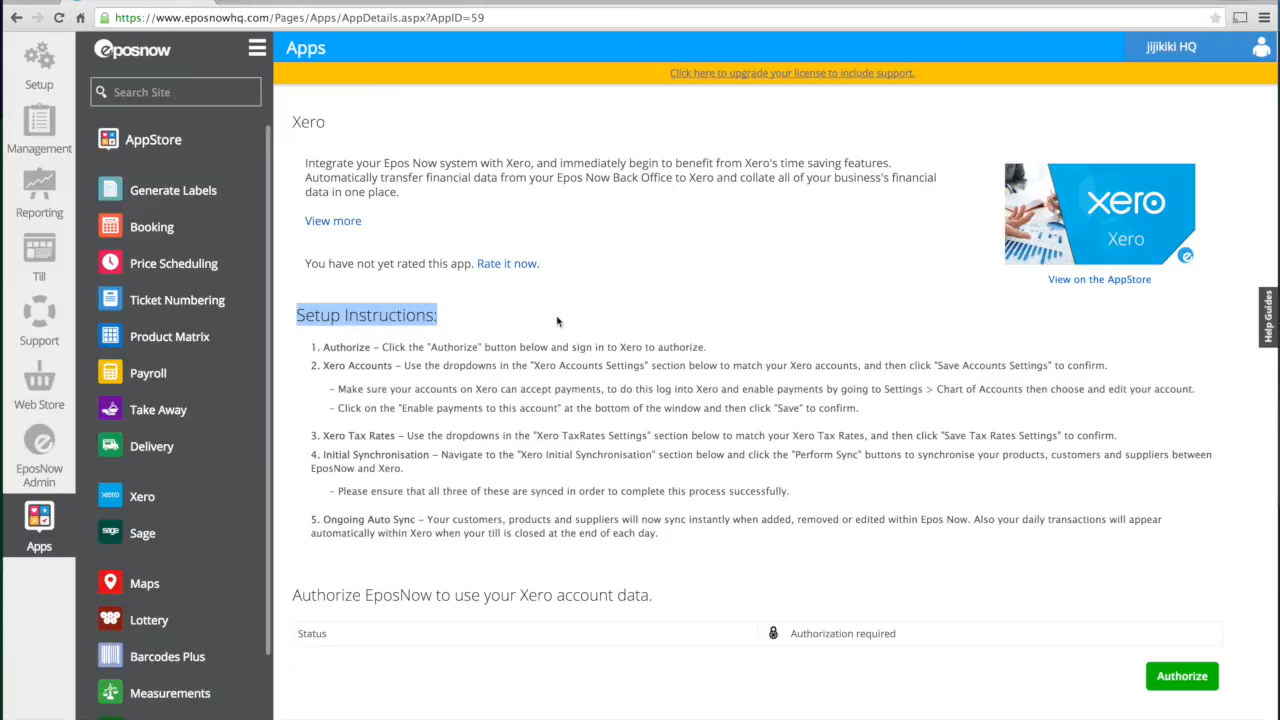 https://www.eposnowhq.com/Pages/Apps/AppDetails.aspx?AppID=59
eposnow
Apps
jijikiki HQ
Click here to upgrade your license to include support.
Setup
Management
Reporting
Till
Support
Web Store
EposNow
Admin
Apps
Search Site
AppStore
Generate Labels
Booking
Price Scheduling
Ticket Numbering
Product Matrix
Payroll
Take Away
Delivery
xero
Xero
sage
Sage
Maps
Lottery
Barcodes Plus
Measurements
Xero
Integrate your Epos Now system with Xero, and immediately begin to benefit from Xero's time saving features.
Automatically transfer financial data from your Epos Now Back Office to Xero and collate all of your business's financial
data in one place.
View more
You have not yet rated this app. Rate it now.
xero
Xero
View on the AppStore
Help Guides
Setup Instructions:
1. Authorize – Click the "Authorize" button below and sign in to Xero to authorize.
2. Xero Accounts – Use the dropdowns in the "Xero Accounts Settings" section below to match your Xero accounts, and then click "Save Accounts Settings" to confirm.
– Make sure your accounts on Xero can accept payments, to do this log into Xero and enable payments by going to Settings > Chart of Accounts then choose and edit your account.
– Click on the "Enable payments to this account" at the bottom of the window and then click "Save" to confirm.
3. Xero Tax Rates – Use the dropdowns in the "Xero TaxRates Settings" section below to match your Xero Tax Rates, and then click "Save Tax Rates Settings" to confirm.
4. Initial Synchronisation – Navigate to the "Xero Initial Synchronisation" section below and click the "Perform Sync" buttons to synchronise your products, customers and suppliers between
EposNow and Xero.
– Please ensure that all three of these are synced in order to complete this process successfully.
5. Ongoing Auto Sync – Your customers, products and suppliers will now sync instantly when added, removed or edited within Epos Now. Also your daily transactions will appear
automatically within Xero when your till is closed at the end of each day.
Authorize EposNow to use your Xero account data.
Status
Authorization required
Authorize